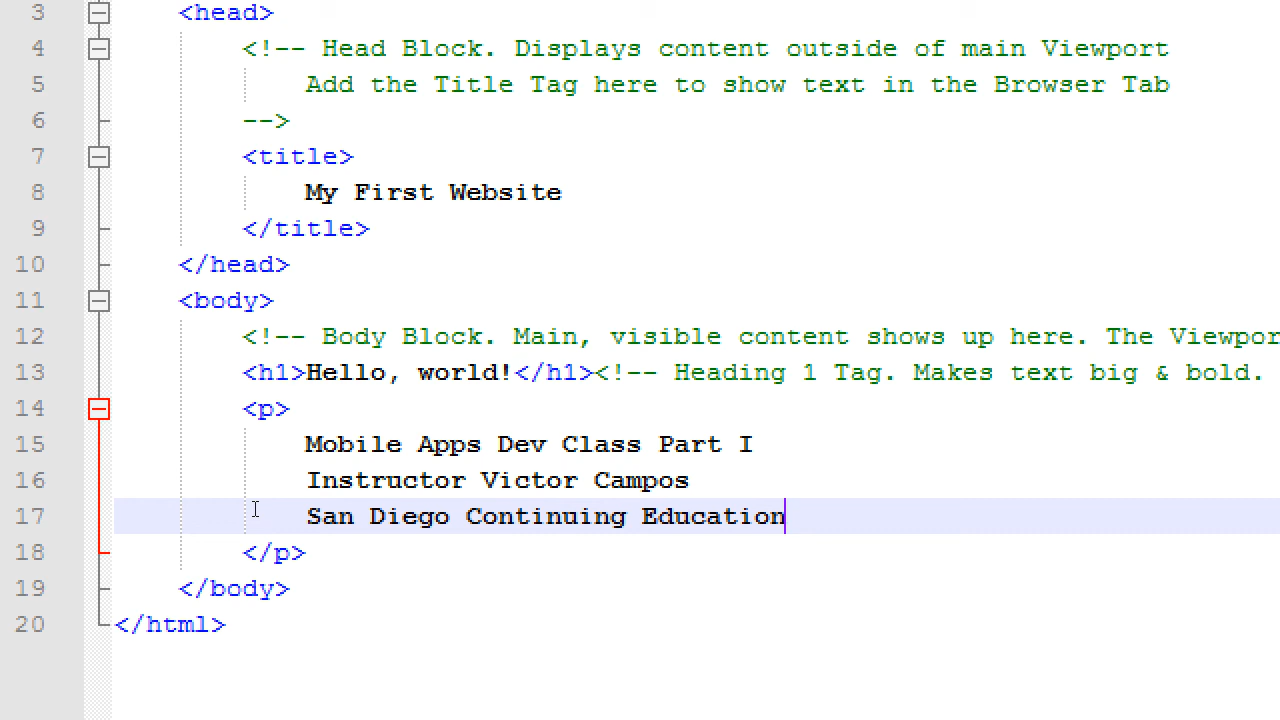 3 <head>
4 <!-- Head Block. Displays content outside of main Viewport
5 Add the Title Tag here to show text in the Browser Tab
6 -->
7 <title>
8 My First Website
9 </title>
10 </head>
11 <body>
12 <!-- Body Block. Main, visible content shows up here. The Viewpor
13 <h1>Hello, world!</h1><!-- Heading 1 Tag. Makes text big & bold.
14 <p>
15 Mobile Apps Dev Class Part I
16 Instructor Victor Campos
17 San Diego Continuing Education
18 </p>
19 </body>
20 </html>